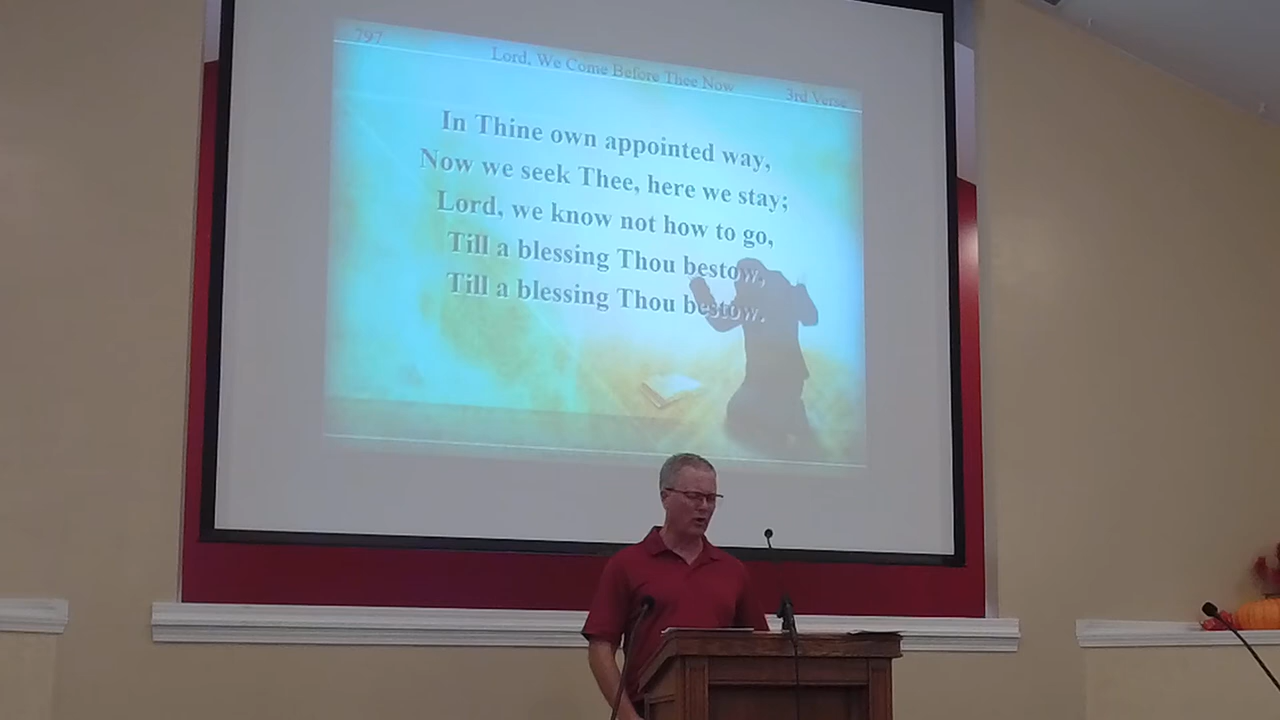 797
Lord, We Come Before Thee Now
3rd Verse
In Thine own appointed way,
Now we seek Thee, here we stay;
Lord, we know not how to go,
Till a blessing Thou bestow,
Till a blessing Thou bestow.